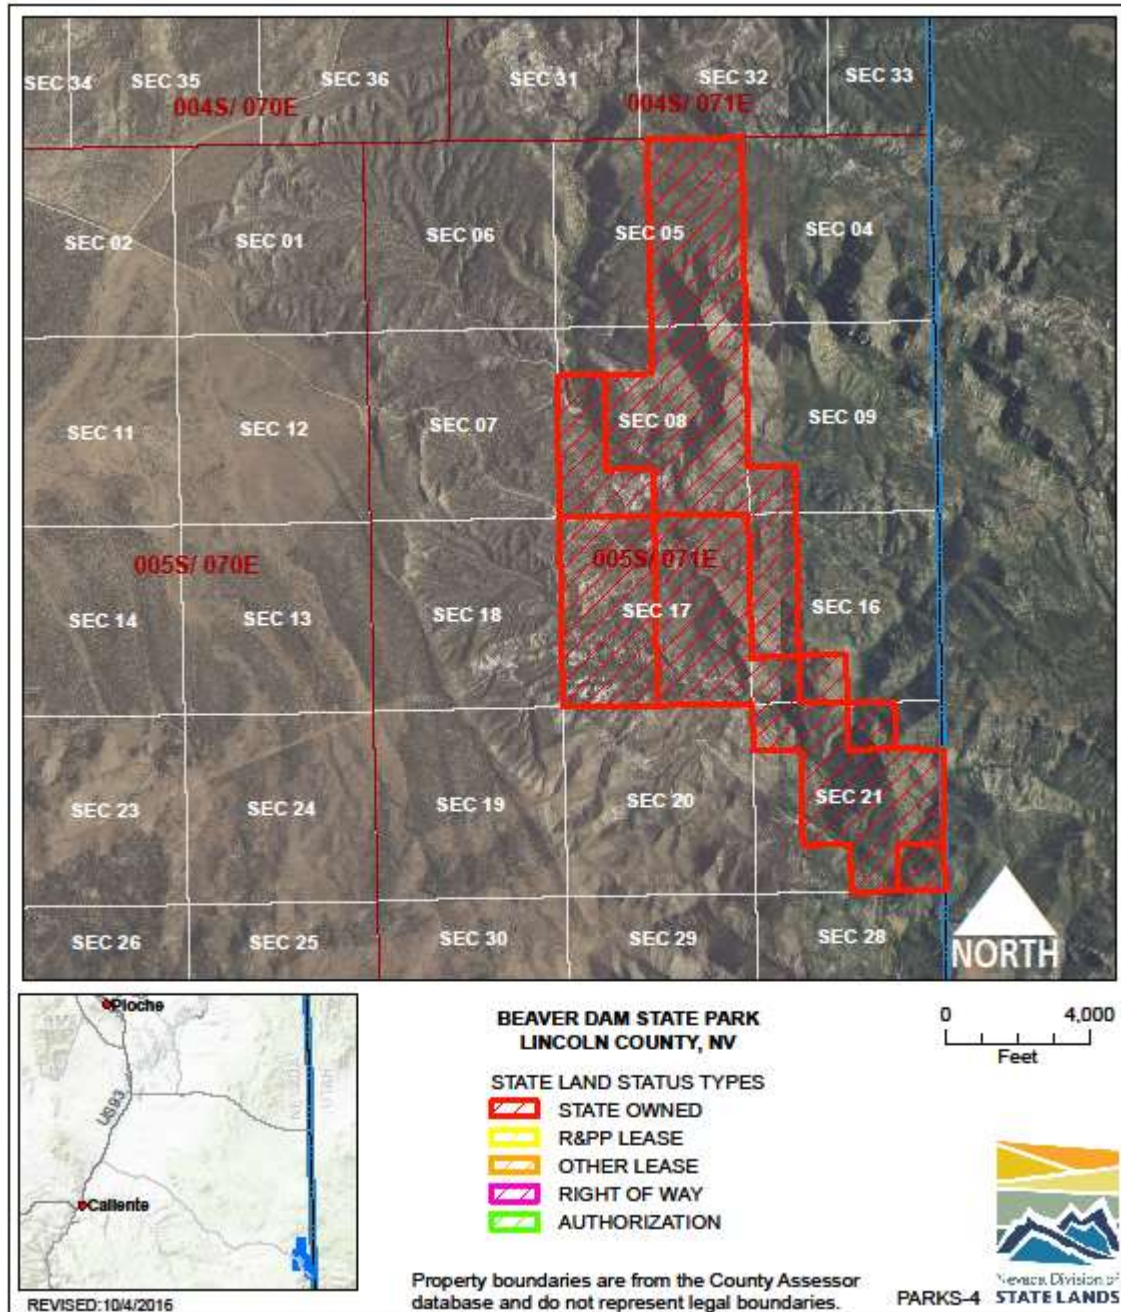 SEC 34
SEC 35
SEC 36
SEC 31
SEC 32
SEC 33
004S/ 070E
004S/ 071E
SEC 02
SEC 01
SEC 06
SEC 05
SEC 04
SEC 11
SEC 12
SEC 07
SEC 08
SEC 09
005S/ 070E
005S/ 071E
SEC 14
SEC 13
SEC 18
SEC 17
SEC 16
SEC 23
SEC 24
SEC 19
SEC 20
SEC 21
SEC 26
SEC 25
SEC 30
SEC 29
SEC 28
NORTH
Pioche
US93
Caliente
REVISED: 10/4/2016
BEAVER DAM STATE PARK
LINCOLN COUNTY, NV
STATE LAND STATUS TYPES
STATE OWNED
R&PP LEASE
OTHER LEASE
RIGHT OF WAY
AUTHORIZATION
Property boundaries are from the County Assessor
database and do not represent legal boundaries.
0 4,000
Feet
PARKS-4
Nevada Division of
STATE LANDS